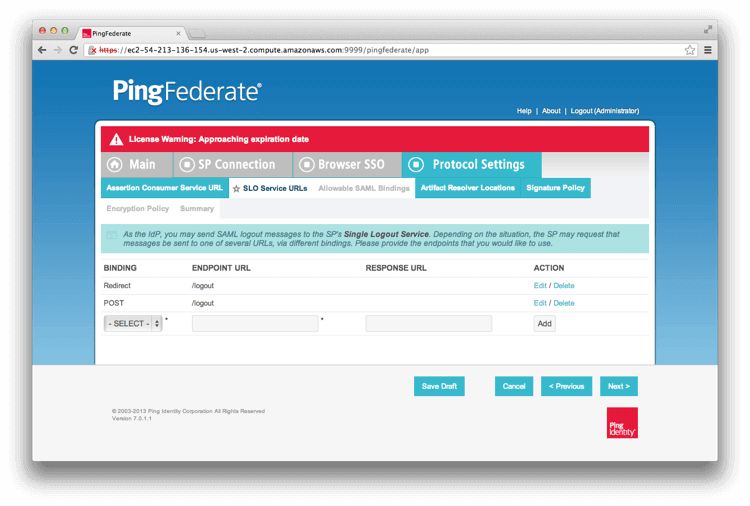 PingFederate
https://ec2-54-213-136-154.us-west-2.compute.amazonaws.com:9999/pingfederate/app
PingFederate®
Help | About | Logout (Administrator)
License Warning: Approaching expiration date
Main SP Connection Browser SSO Protocol Settings
Assertion Consumer Service URL SLO Service URLs Allowable SAML Bindings Artifact Resolver Locations Signature Policy
Encryption Policy Summary
As the IdP, you may send SAML logout messages to the SP's Single Logout Service. Depending on the situation, the SP may request that
messages be sent to one of several URLs, via different bindings. Please provide the endpoints that you would like to use.
BINDING ENDPOINT URL RESPONSE URL ACTION
Redirect /logout Edit / Delete
POST /logout Edit / Delete
- SELECT - * * Add
Save Draft Cancel < Previous Next >
© 2003-2013 Ping Identity Corporation All Rights Reserved
Version 7.0.1.1
Ping
Identity®